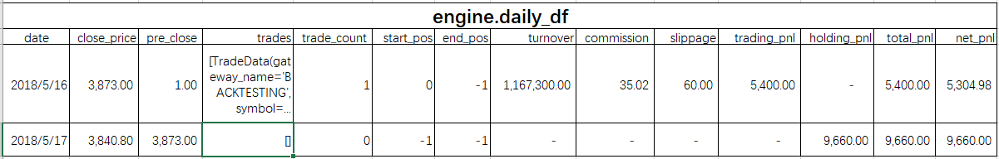 engine.daily_df
date close_price pre_close trades trade_count start_pos end_pos turnover commission slippage trading_pnl holding_pnl total_pnl net_pnl
2018/5/16 3,873.00 1.00 [TradeData(gat
eway_name='B
ACKTESTING',
symbol=... 1 0 -1 1,167,300.00 35.02 60.00 5,400.00 - 5,400.00 5,304.98
2018/5/17 3,840.80 3,873.00 [] 0 -1 -1 - - - - 9,660.00 9,660.00 9,660.00